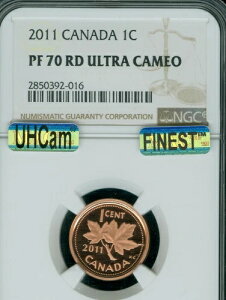 2011 CANADA 1C
PF 70 RD ULTRA CAMEO
2850392-016
NUMISMATIC GUARANTY CORPORATION
NGC
UHCam
FINEST
1 CENT
2011
CANADA